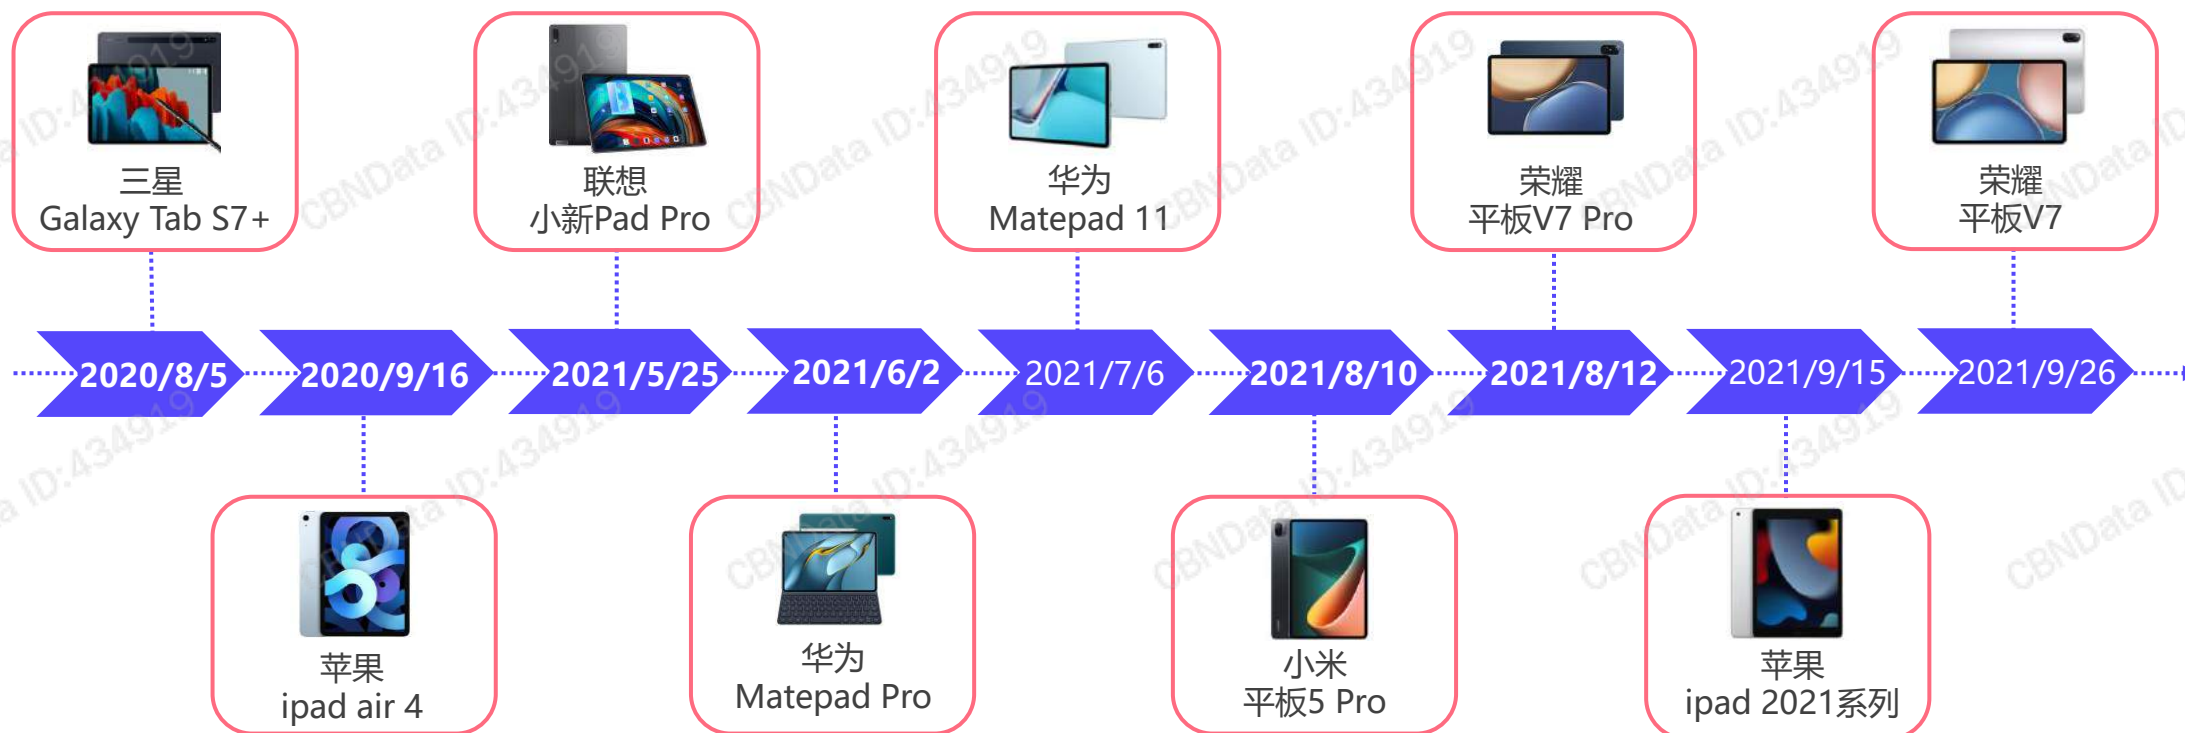 三星
Galaxy Tab S7+
联想
小新Pad Pro
华为
Matepad 11
荣耀
平板V7 Pro
荣耀
平板V7
2020/8/5
2020/9/16
2021/5/25
2021/6/2
2021/7/6
2021/8/10
2021/8/12
2021/9/15
2021/9/26
苹果
ipad air 4
华为
Matepad Pro
小米
平板5 Pro
苹果
ipad 2021系列
CBNData ID:434919